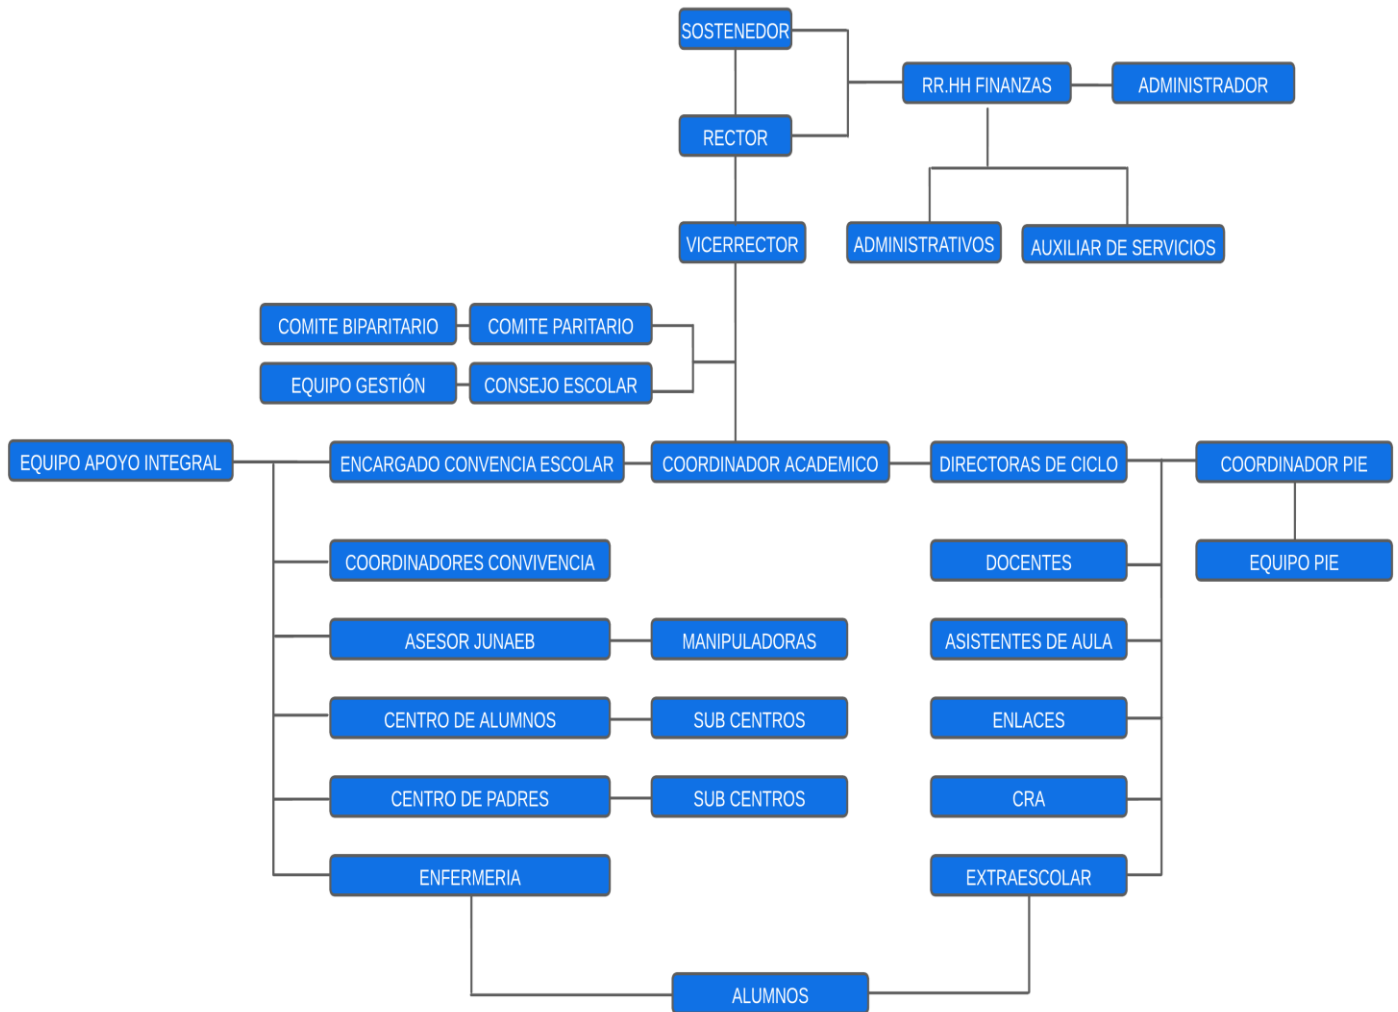 SOSTENEDOR
RR.HH FINANZAS
ADMINISTRADOR
RECTOR
VICERRECTOR
ADMINISTRATIVOS
AUXILIAR DE SERVICIOS
COMITE BIPARITARIO
COMITE PARITARIO
EQUIPO GESTIÓN
CONSEJO ESCOLAR
EQUIPO APOYO INTEGRAL
ENCARGADO CONVENCIA ESCOLAR
COORDINADOR ACADEMICO
DIRECTORAS DE CICLO
COORDINADOR PIE
COORDINADORES CONVIVENCIA
DOCENTES
EQUIPO PIE
ASESOR JUNAEB
MANIPULADORAS
ASISTENTES DE AULA
CENTRO DE ALUMNOS
SUB CENTROS
ENLACES
CENTRO DE PADRES
SUB CENTROS
CRA
ENFERMERIA
EXTRAESCOLAR
ALUMNOS